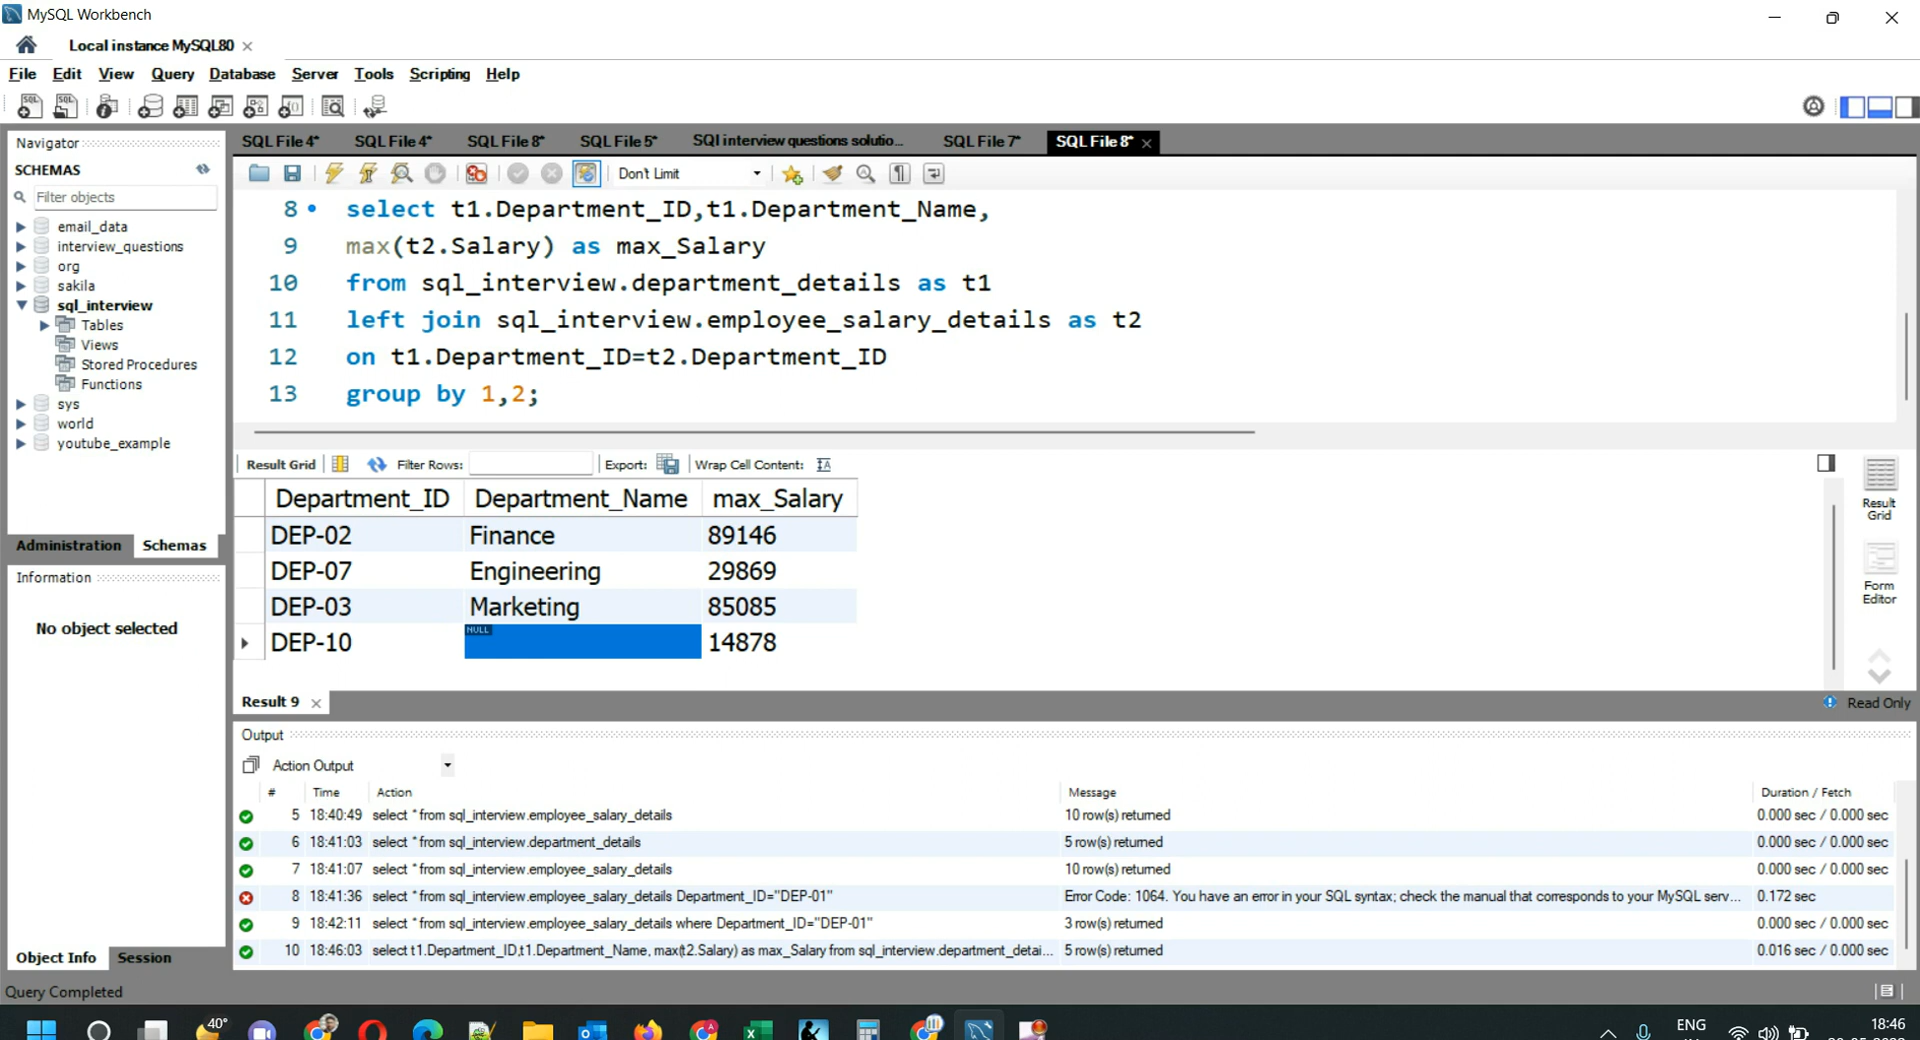 MySQL Workbench
Local instance MySQL80
File Edit View Query Database Server Tools Scripting Help
Navigator
SCHEMAS
Filter objects
email_data
interview_questions
org
sakila
sql_interview
Tables
Views
Stored Procedures
Functions
sys
world
youtube_example
Administration Schemas
Information
No object selected
Object Info Session
SQL File 4* SQL File 4* SQL File 8* SQL File 5* SQl interview questions solutio... SQL File 7* SQL File 8*
Don't Limit
8 select t1.Department_ID,t1.Department_Name,
9 max(t2.Salary) as max_Salary
10 from sql_interview.department_details as t1
11 left join sql_interview.employee_salary_details as t2
12 on t1.Department_ID=t2.Department_ID
13 group by 1,2;
Result Grid Filter Rows: Export: Wrap Cell Content:
Department_ID Department_Name max_Salary
DEP-02 Finance 89146
DEP-07 Engineering 29869
DEP-03 Marketing 85085
DEP-10 NULL 14878
Result Grid
Form Editor
Result 9
Read Only
Output
Action Output
# Time Action Message Duration / Fetch
5 18:40:49 select * from sql_interview.employee_salary_details 10 row(s) returned 0.000 sec / 0.000 sec
6 18:41:03 select * from sql_interview.department_details 5 row(s) returned 0.000 sec / 0.000 sec
7 18:41:07 select * from sql_interview.employee_salary_details 10 row(s) returned 0.000 sec / 0.000 sec
8 18:41:36 select * from sql_interview.employee_salary_details Department_ID="DEP-01" Error Code: 1064. You have an error in your SQL syntax; check the manual that corresponds to your MySQL serv... 0.172 sec
9 18:42:11 select * from sql_interview.employee_salary_details where Department_ID="DEP-01" 3 row(s) returned 0.000 sec / 0.000 sec
10 18:46:03 select t1.Department_ID,t1.Department_Name, max(t2.Salary) as max_Salary from sql_interview.department_detai... 5 row(s) returned 0.016 sec / 0.000 sec
Query Completed
40°
ENG
18:46